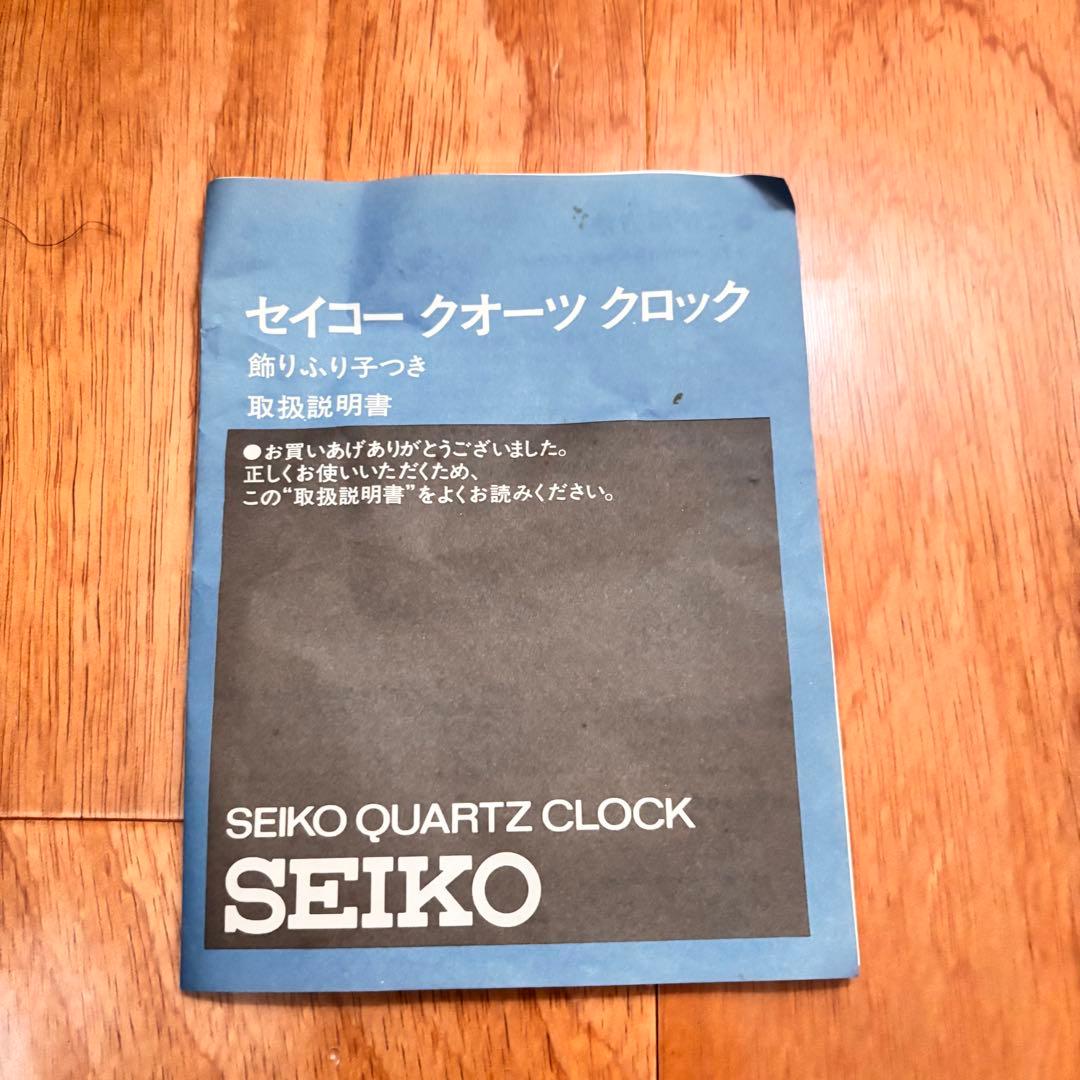 セイコー クオーツ クロック
飾りふり子つき
取扱説明書
●お買いあげありがとうございました。
正しくお使いいただくため、
この“取扱説明書”をよくお読みください。
SEIKO QUARTZ CLOCK
SEIKO